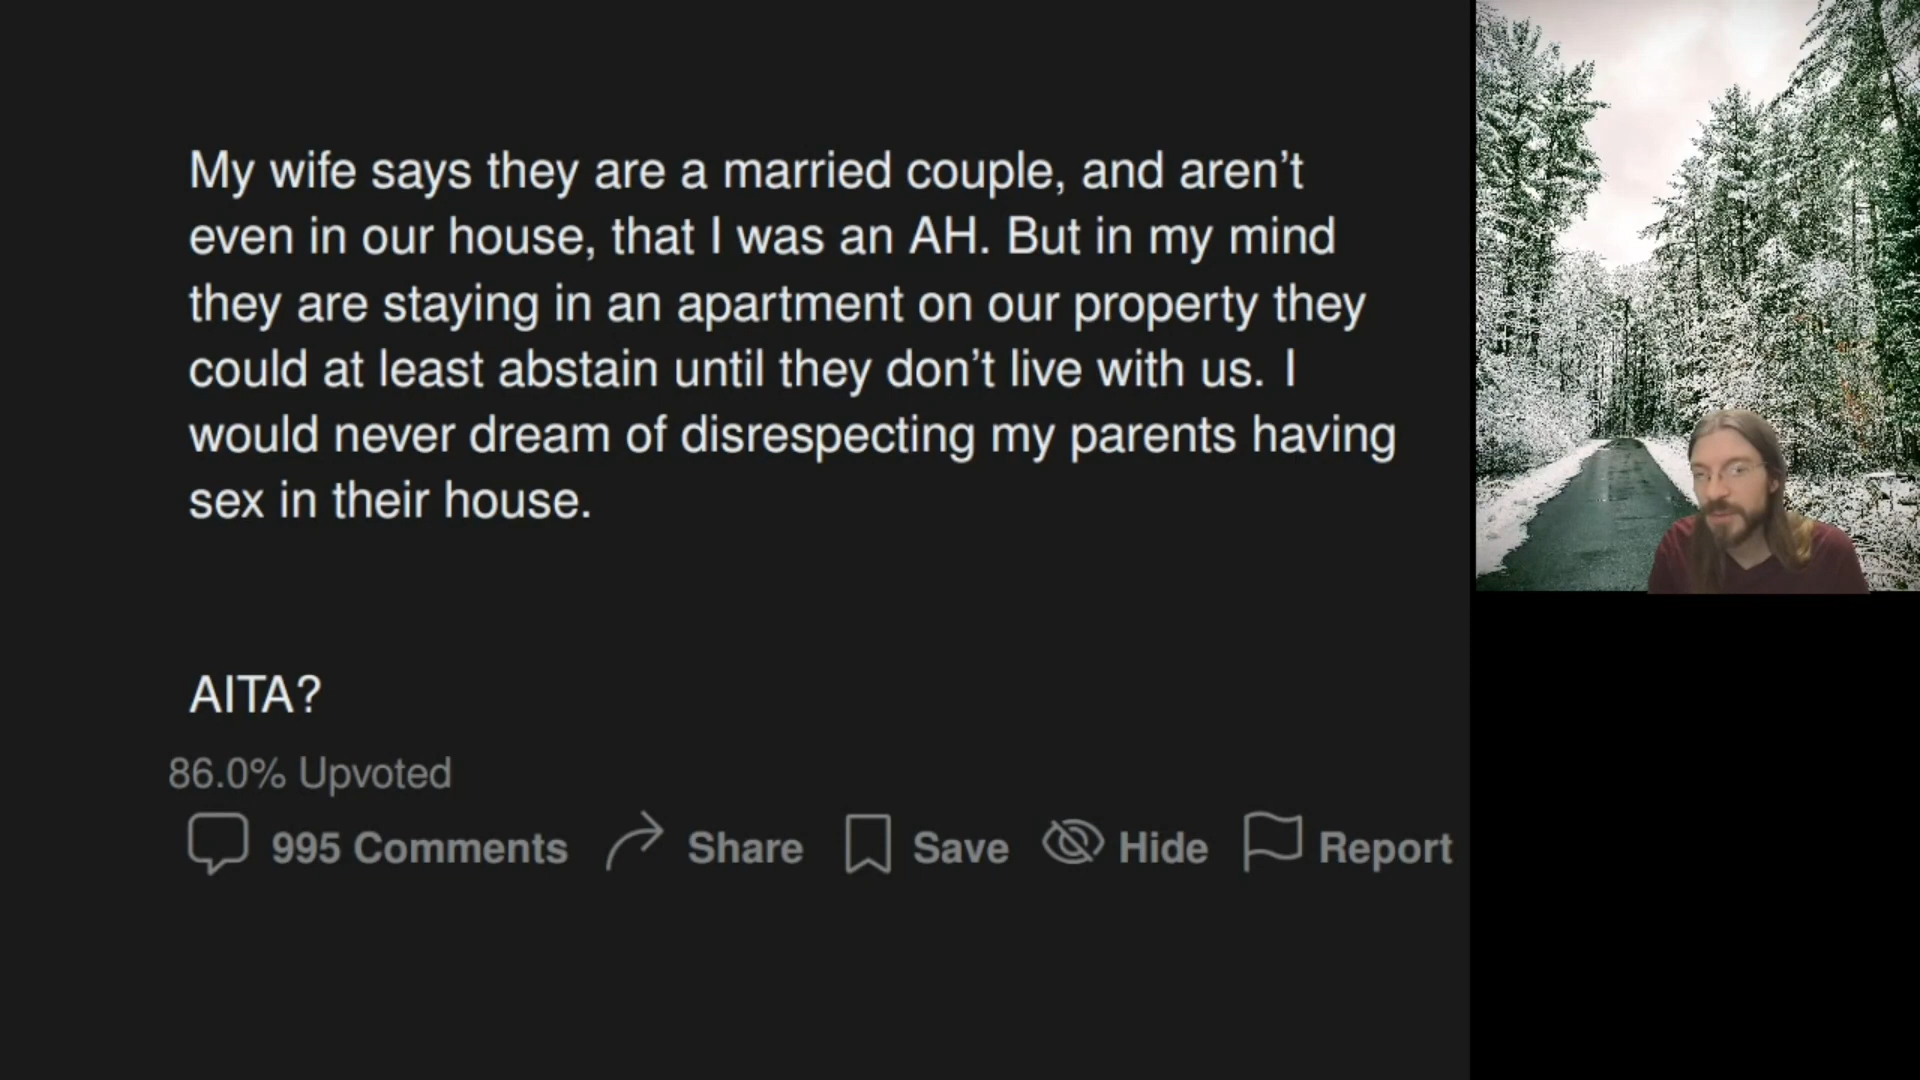 My wife says they are a married couple, and aren’t
even in our house, that I was an AH. But in my mind
they are staying in an apartment on our property they
could at least abstain until they don’t live with us. I
would never dream of disrespecting my parents having
sex in their house.
AITA?
86.0% Upvoted
995 Comments Share Save Hide Report